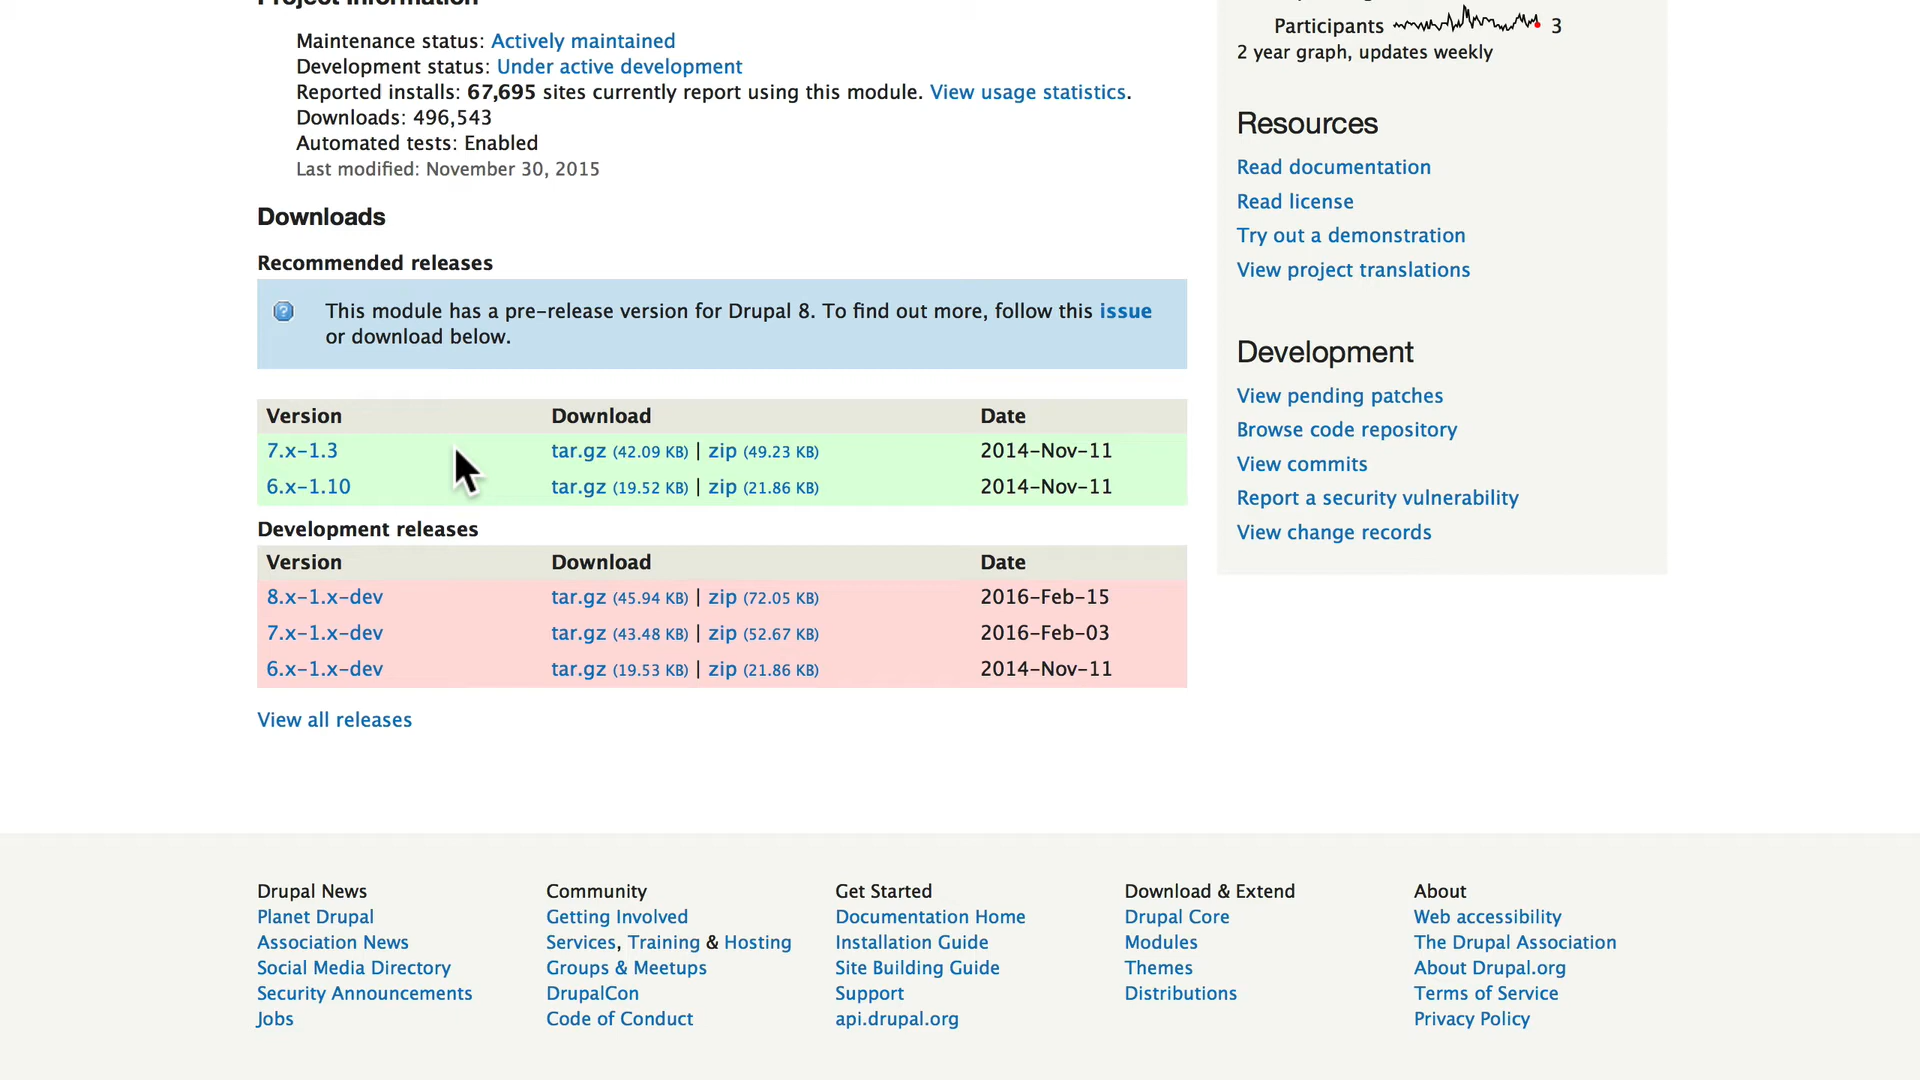 Project Information
Maintenance status: Actively maintained
Development status: Under active development
Reported installs: 67,695 sites currently report using this module. View usage statistics.
Downloads: 496,543
Automated tests: Enabled
Last modified: November 30, 2015
Downloads
Recommended releases
This module has a pre-release version for Drupal 8. To find out more, follow this issue
or download below.
Version Download Date
7.x-1.3 tar.gz (42.09 KB) | zip (49.23 KB) 2014-Nov-11
6.x-1.10 tar.gz (19.52 KB) | zip (21.86 KB) 2014-Nov-11
Development releases
Version Download Date
8.x-1.x-dev tar.gz (45.94 KB) | zip (72.05 KB) 2016-Feb-15
7.x-1.x-dev tar.gz (43.48 KB) | zip (52.67 KB) 2016-Feb-03
6.x-1.x-dev tar.gz (19.53 KB) | zip (21.86 KB) 2014-Nov-11
View all releases
Participants 3
2 year graph, updates weekly
Resources
Read documentation
Read license
Try out a demonstration
View project translations
Development
View pending patches
Browse code repository
View commits
Report a security vulnerability
View change records
Drupal News
Planet Drupal
Association News
Social Media Directory
Security Announcements
Jobs
Community
Getting Involved
Services, Training & Hosting
Groups & Meetups
DrupalCon
Code of Conduct
Get Started
Documentation Home
Installation Guide
Site Building Guide
Support
api.drupal.org
Download & Extend
Drupal Core
Modules
Themes
Distributions
About
Web accessibility
The Drupal Association
About Drupal.org
Terms of Service
Privacy Policy